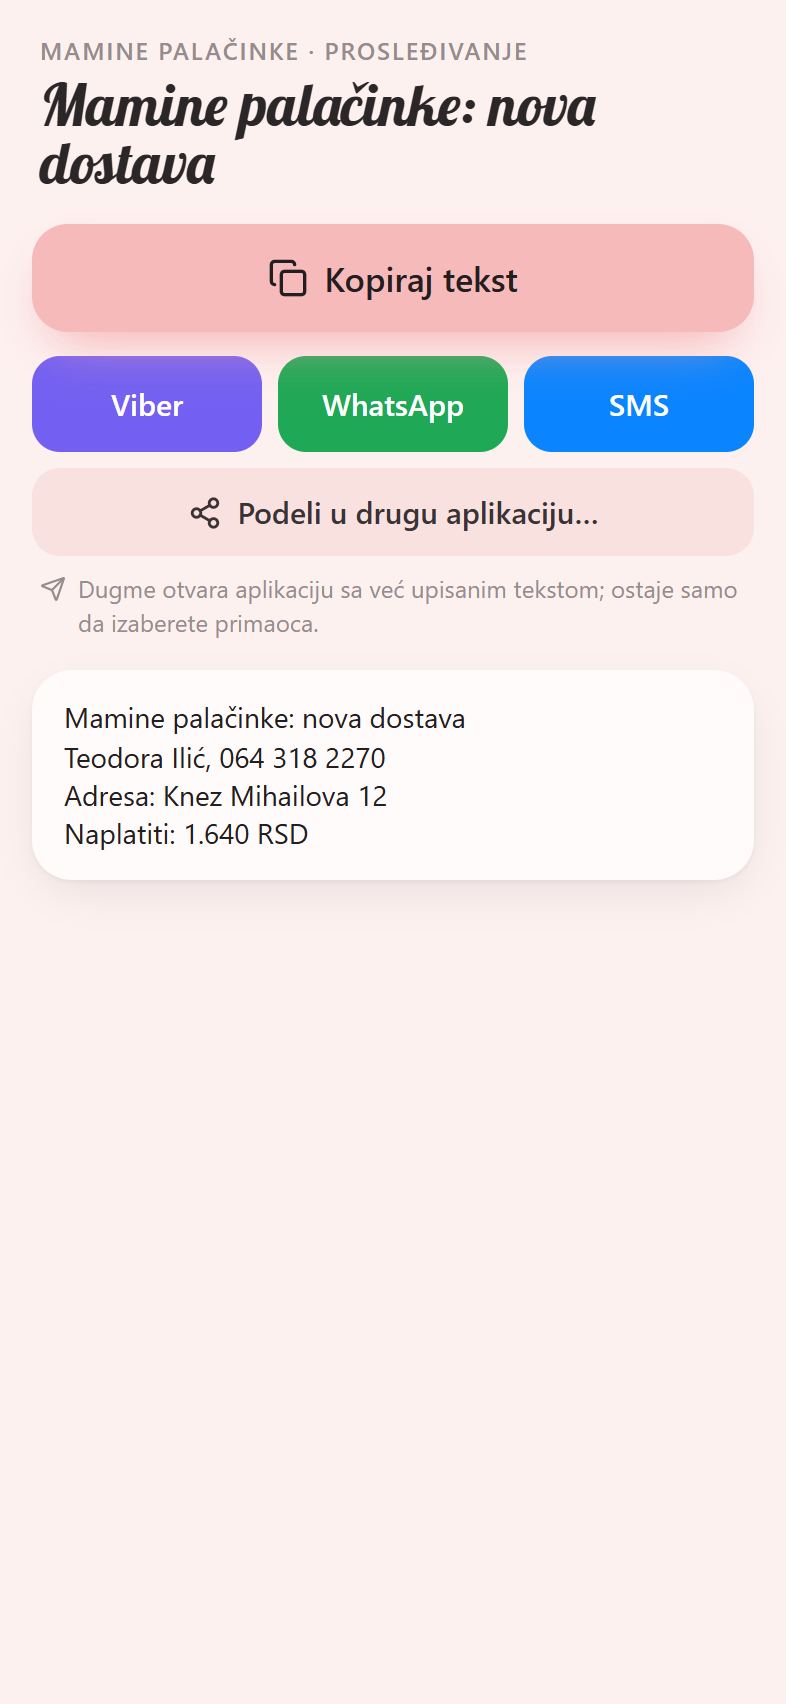 MAMINE PALAČINKE · PROSLEĐIVANJE
Mamine palačinke: nova
dostava
Kopiraj tekst
Viber
WhatsApp
SMS
Podeli u drugu aplikaciju...
Dugme otvara aplikaciju sa već upisanim tekstom; ostaje samo
da izaberete primaoca.
Mamine palačinke: nova dostava
Teodora Ilić, 064 318 2270
Adresa: Knez Mihailova 12
Naplatiti: 1.640 RSD